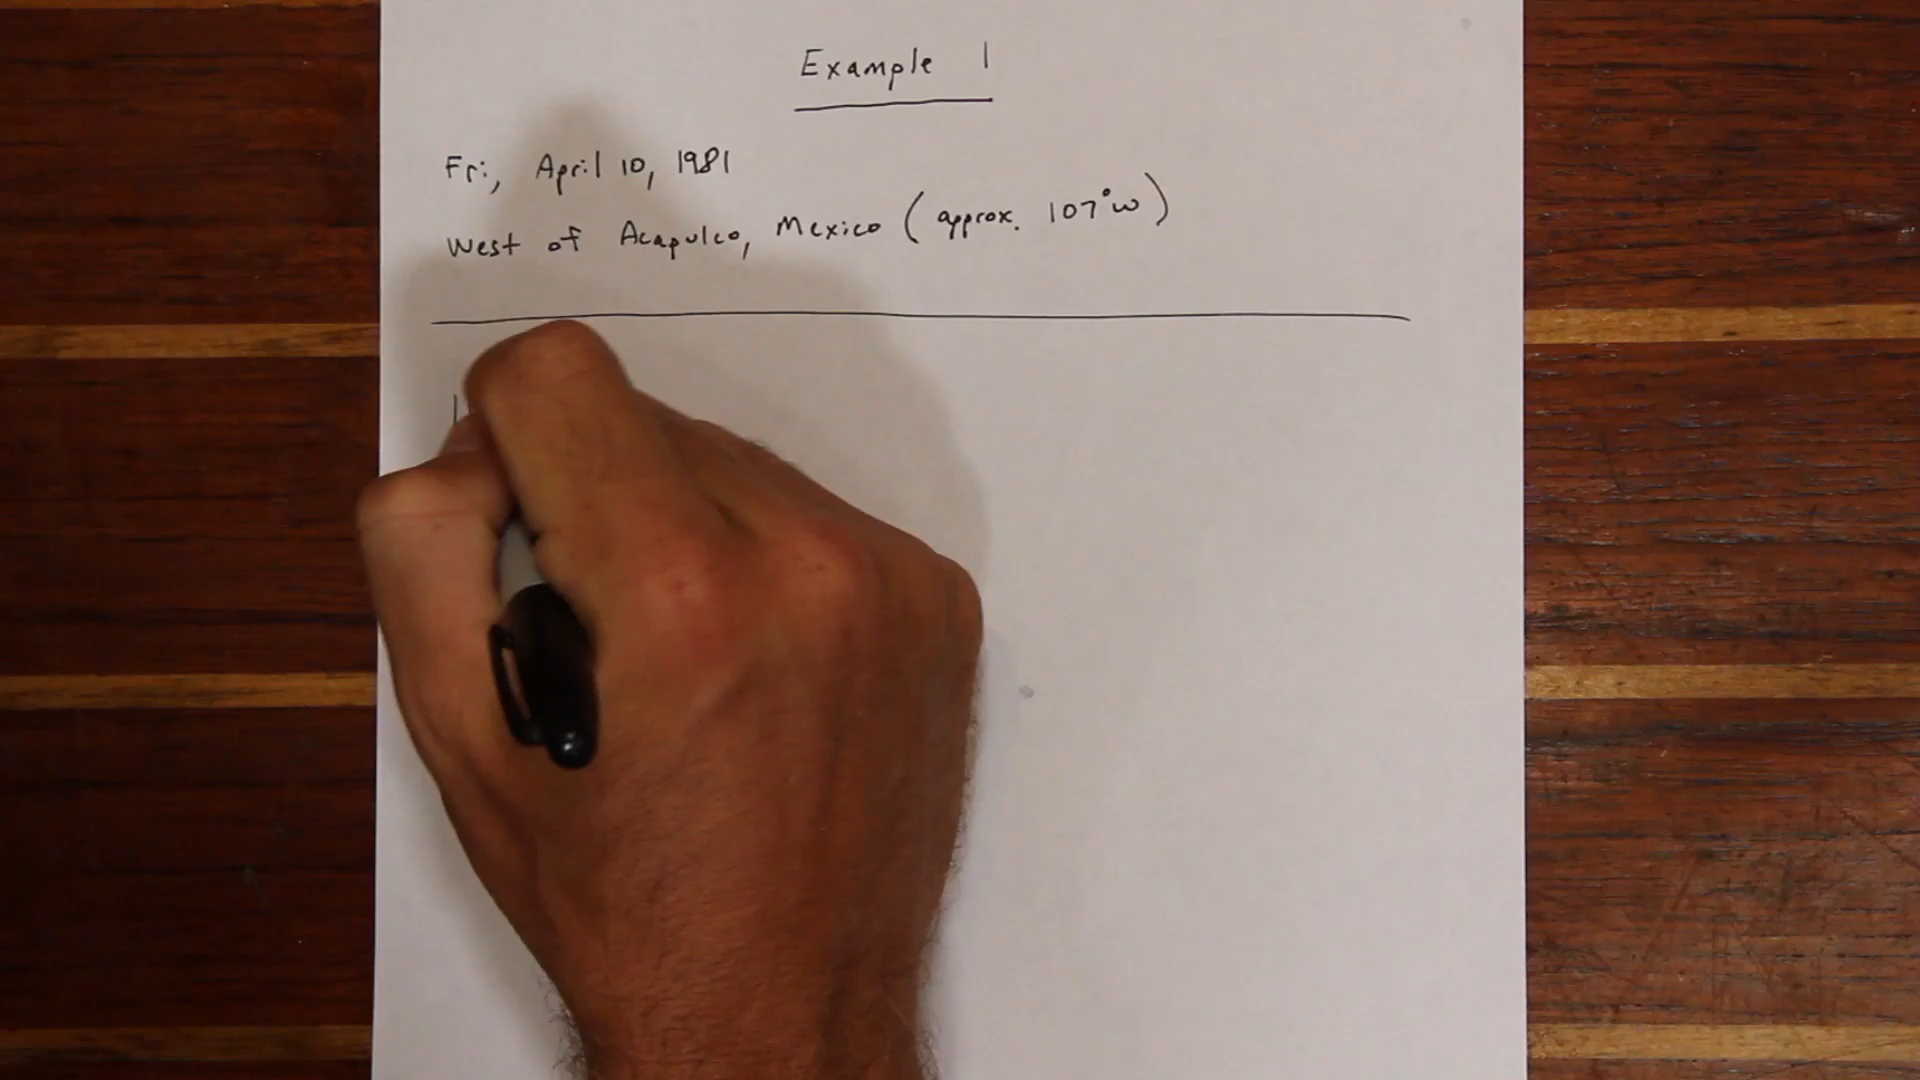 Example 1
Fri, April 10, 1981
West of Acapulco, Mexico (approx. 107°W)